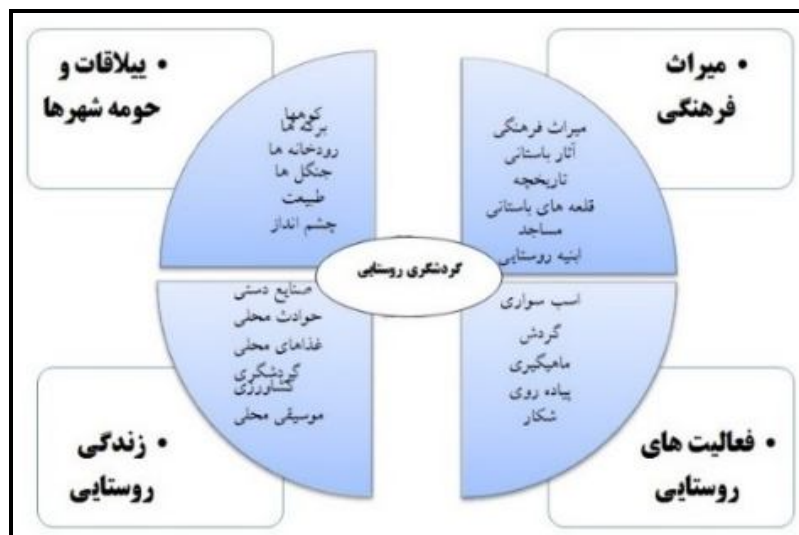 • میراث
فرهنگی
میراث فرهنگی
آثار باستانی
تاریخچه
قلعه های باستانی
مساجد
ابنیه روستایی
• ییلاقات و
حومه شهرها
کوهها
برکه ها
رودخانه ها
جنگل ها
طبیعت
چشم انداز
گردشگری روستایی
اسب سواری
گردش
ماهیگیری
پیاده روی
شکار
• فعالیت های
روستایی
صنایع دستی
حوادث محلی
غذاهای محلی
گردشگری
کشاورزی
موسیقی محلی
• زندگی
روستایی